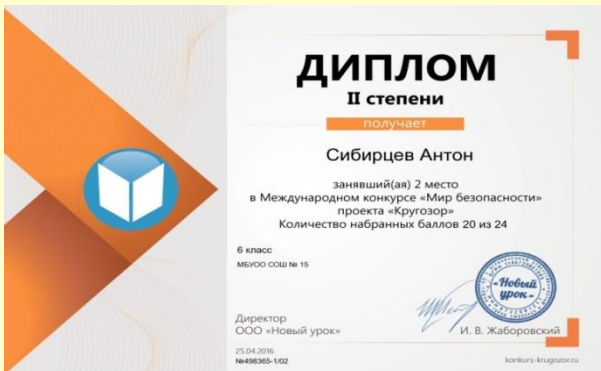 ДИПЛОМ
II степени
получает
Сибирцев Антон
занявший(ая) 2 место
в Международном конкурсе «Мир безопасности»
проекта «Кругозор»
Количество набранных баллов 20 из 24
6 класс
МБУОО СОШ № 15
«Новый
урок»
Директор
ООО «Новый урок»
И. В. Жаборовский
25.04.2016
№498365-1/02
konkurs-krugozor.ru